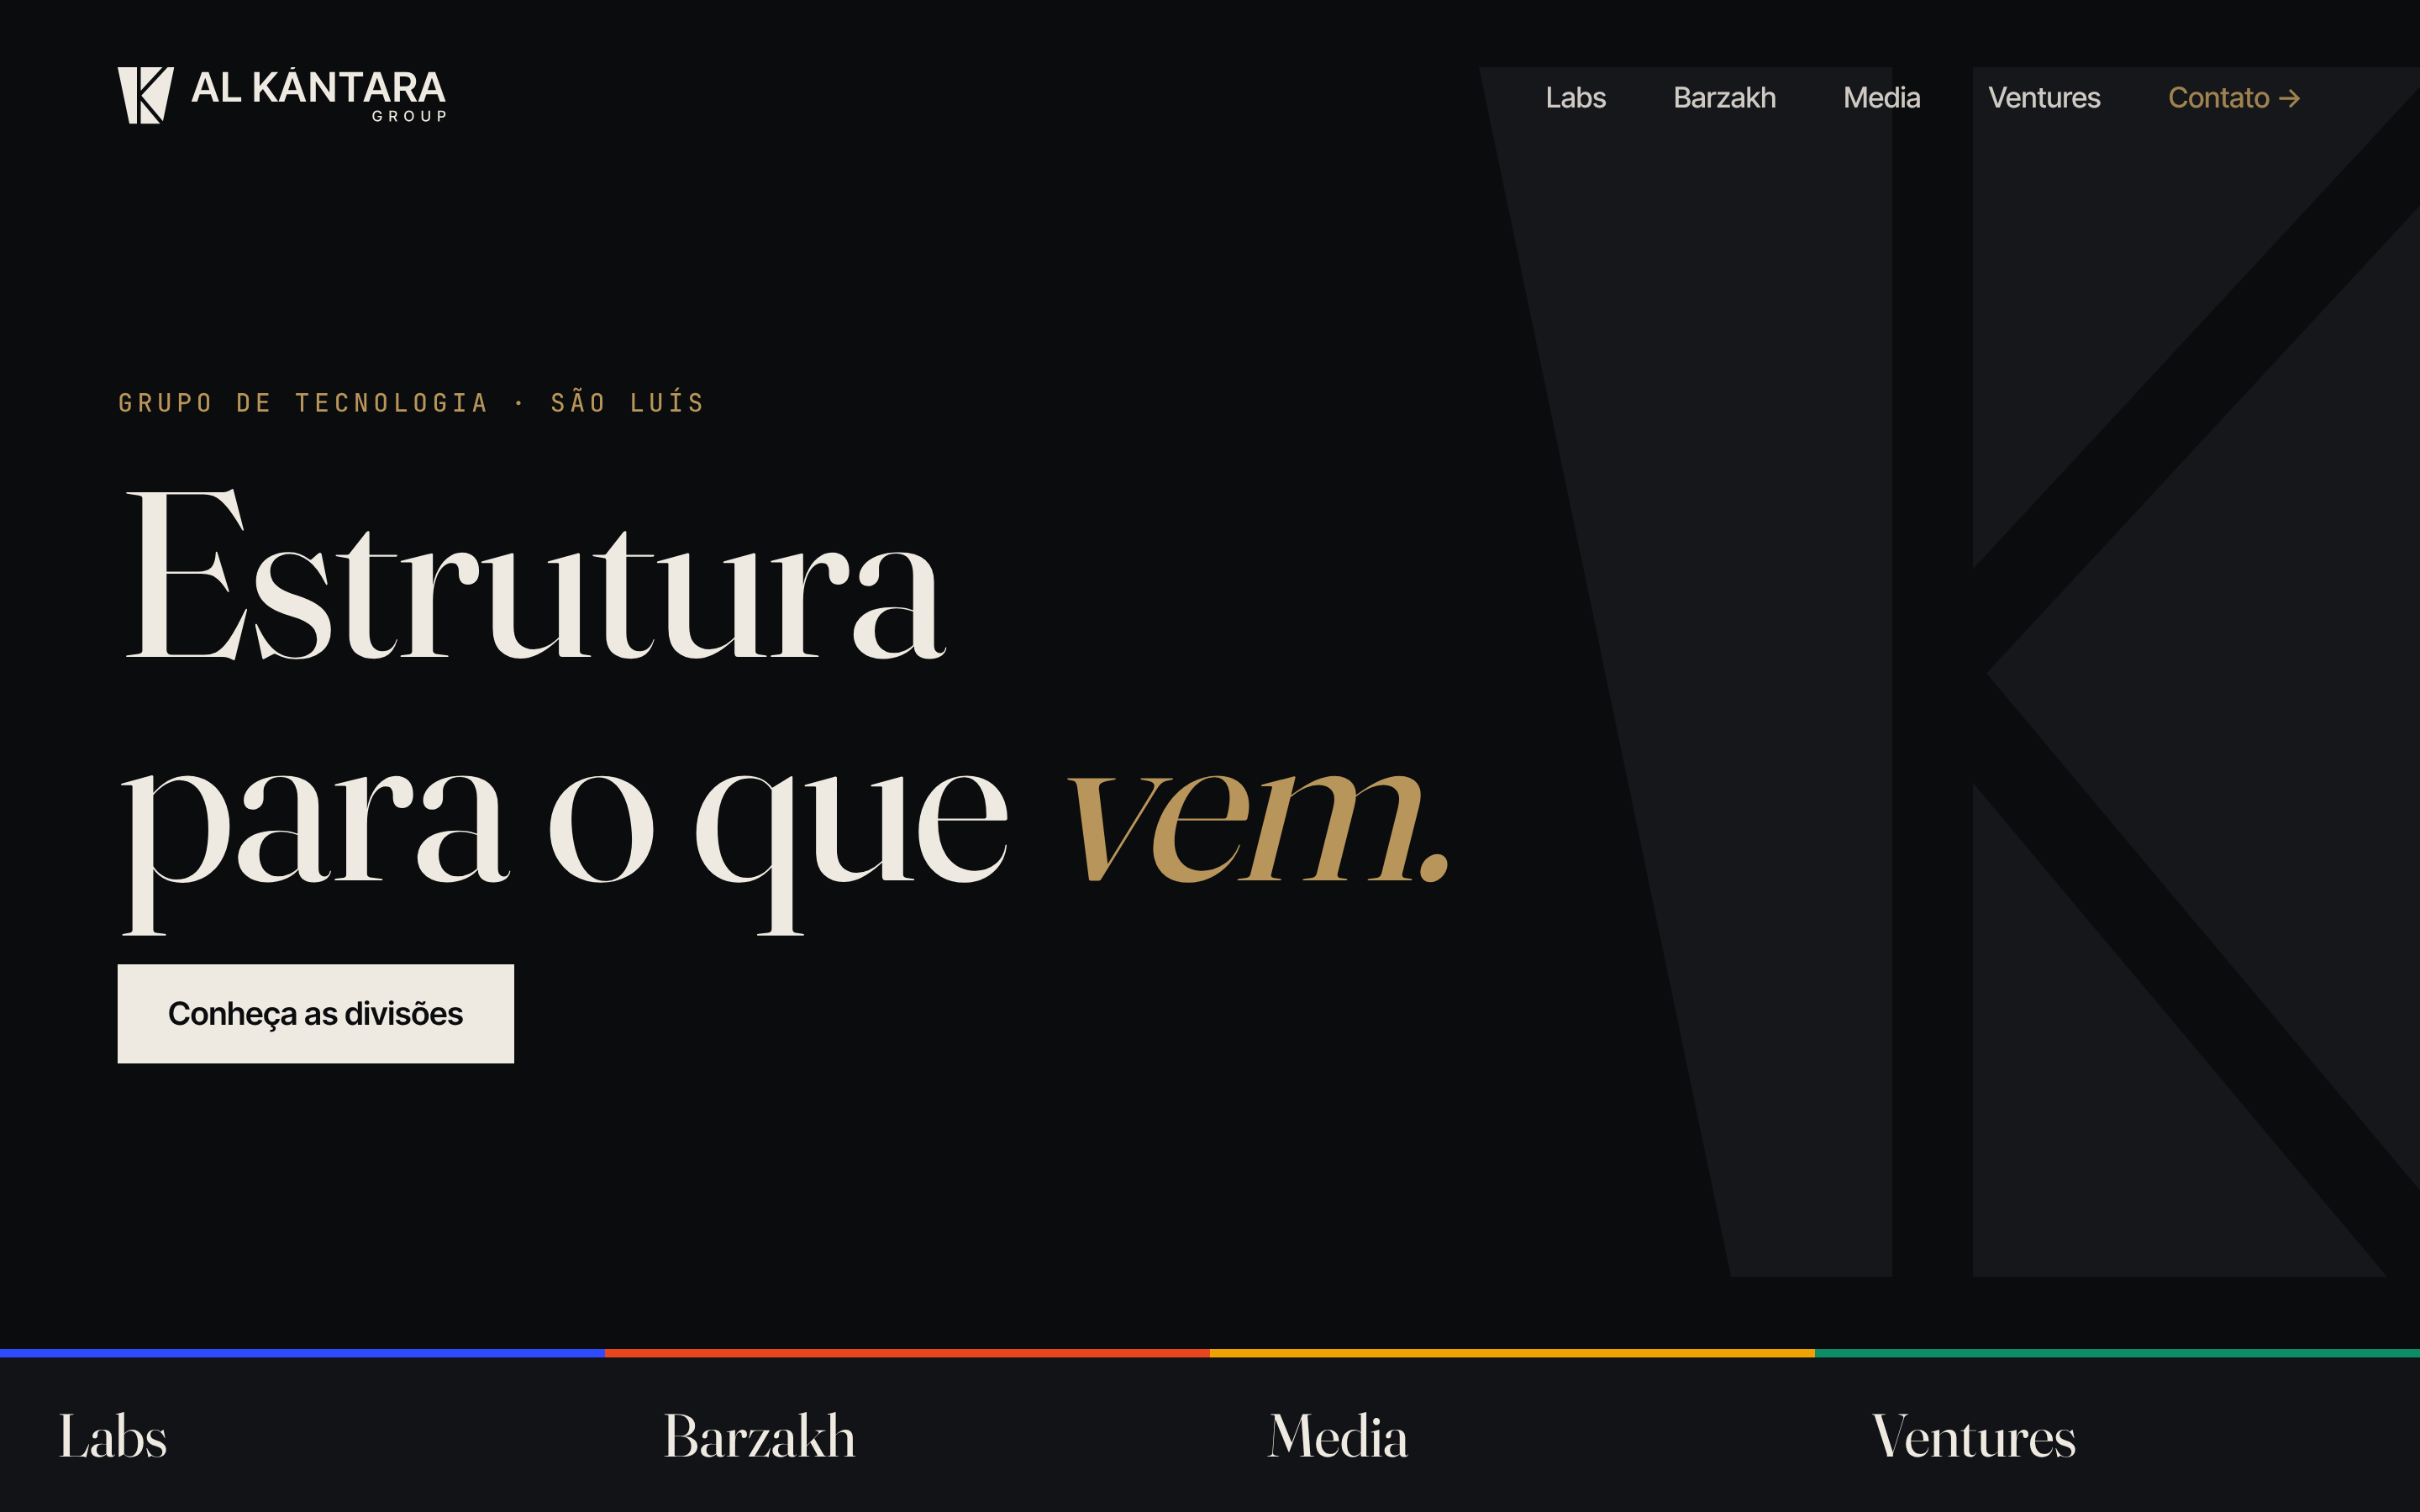 AL KÁNTARA
GROUP
Labs Barzakh Media Ventures Contato →
GRUPO DE TECNOLOGIA · SÃO LUÍS
Estrutura
para o que vem.
Conheça as divisões
Labs Barzakh Media Ventures